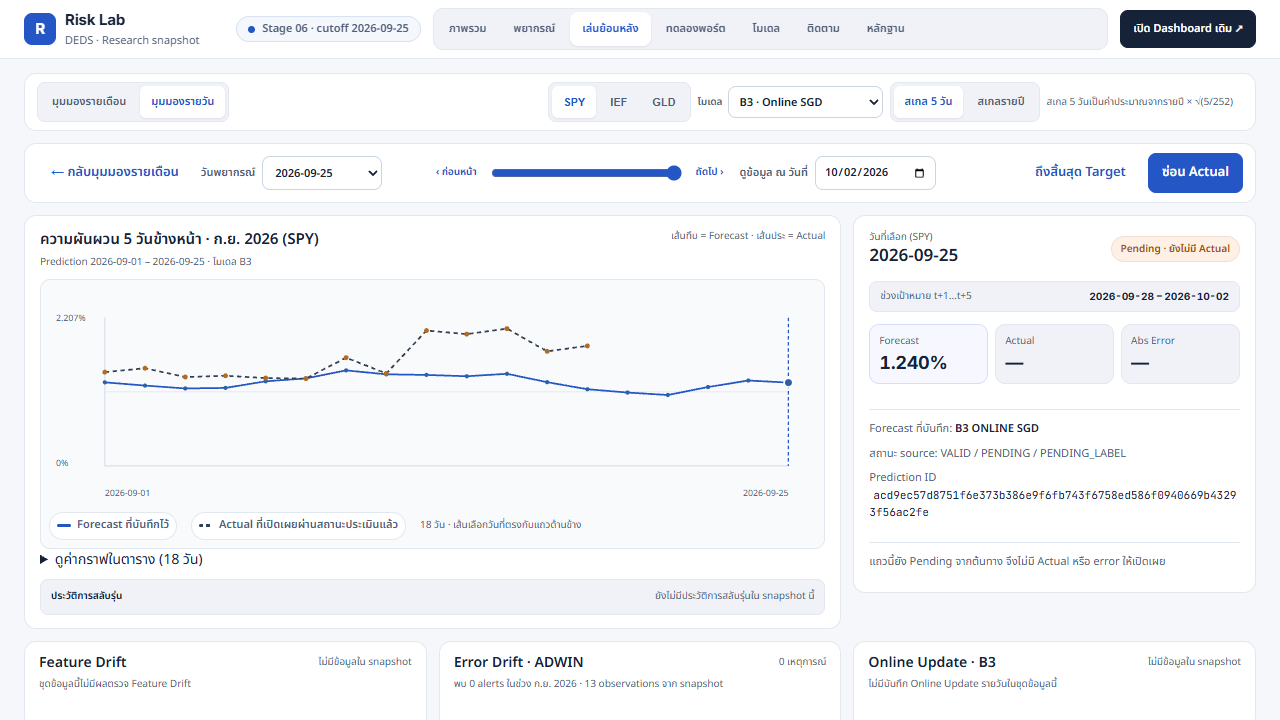 R
Risk Lab
DEDS · Research snapshot
Stage 06 · cutoff 2026-09-25
ภาพรวม
พยากรณ์
เล่นย้อนหลัง
ทดลองพอร์ต
โมเดล
ติดตาม
หลักฐาน
เปิด Dashboard เดิม ↗
มุมมองรายเดือน
มุมมองรายวัน
SPY
IEF
GLD
โมเดล
B3 · Online SGD
สเกล 5 วัน
สเกลรายปี
สเกล 5 วันเป็นค่าประมาณจากรายปี × √(5/252)
← กลับมุมมองรายเดือน
วันพยากรณ์
2026-09-25
‹ ก่อนหน้า
ถัดไป ›
ดูข้อมูล ณ วันที่
10/02/2026
ถึงสิ้นสุด Target
ซ่อน Actual
ความผันผวน 5 วันข้างหน้า · ก.ย. 2026 (SPY)
เส้นทึบ = Forecast · เส้นประ = Actual
Prediction 2026-09-01 – 2026-09-25 · โมเดล B3
2.207%
0%
2026-09-01
2026-09-25
Forecast ที่บันทึกไว้
Actual ที่เปิดเผยผ่านสถานะประเมินแล้ว
18 วัน · เส้นเลือกวันที่ตรงกับแถวด้านข้าง
▶ ดูค่ากราฟในตาราง (18 วัน)
ประวัติการสลับรุ่น
ยังไม่มีประวัติการสลับรุ่นใน snapshot นี้
วันที่เลือก (SPY)
2026-09-25
Pending · ยังไม่มี Actual
ช่วงเป้าหมาย t+1…t+5
2026-09-28 – 2026-10-02
Forecast
1.240%
Actual
—
Abs Error
—
Forecast ที่บันทึก: B3 ONLINE SGD
สถานะ source: VALID / PENDING / PENDING_LABEL
Prediction ID
acd9ec57d8751f6e373b386e9f6fb743f6758ed586f0940669b4329
3f56ac2fe
แถวนี้ยัง Pending จากต้นทาง จึงไม่มี Actual หรือ error ให้เปิดเผย
Feature Drift
ไม่มีข้อมูลใน snapshot
ชุดข้อมูลนี้ไม่มีผลตรวจ Feature Drift
Error Drift · ADWIN
0 เหตุการณ์
พบ 0 alerts ในช่วง ก.ย. 2026 · 13 observations จาก snapshot
Online Update · B3
ไม่มีข้อมูลใน snapshot
ไม่มีบันทึก Online Update รายวันในชุดข้อมูลนี้